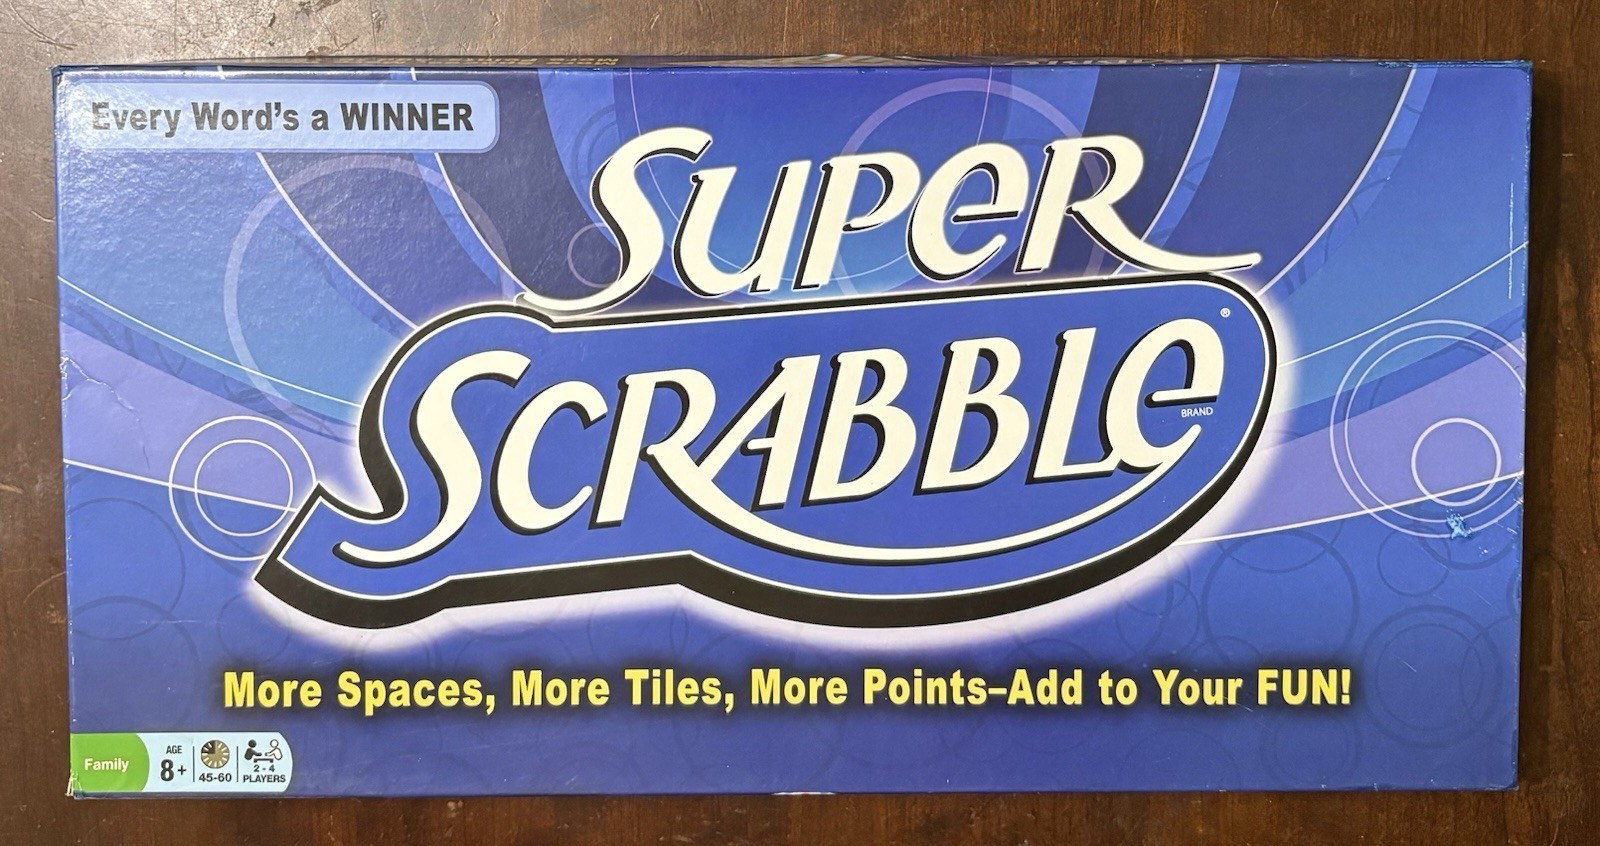 Every Word's a WINNER
SUPeR
SCRABBLe®
BRAND
More Spaces, More Tiles, More Points–Add to Your FUN!
Family
AGE
8+
45-60
2-4
PLAYERS